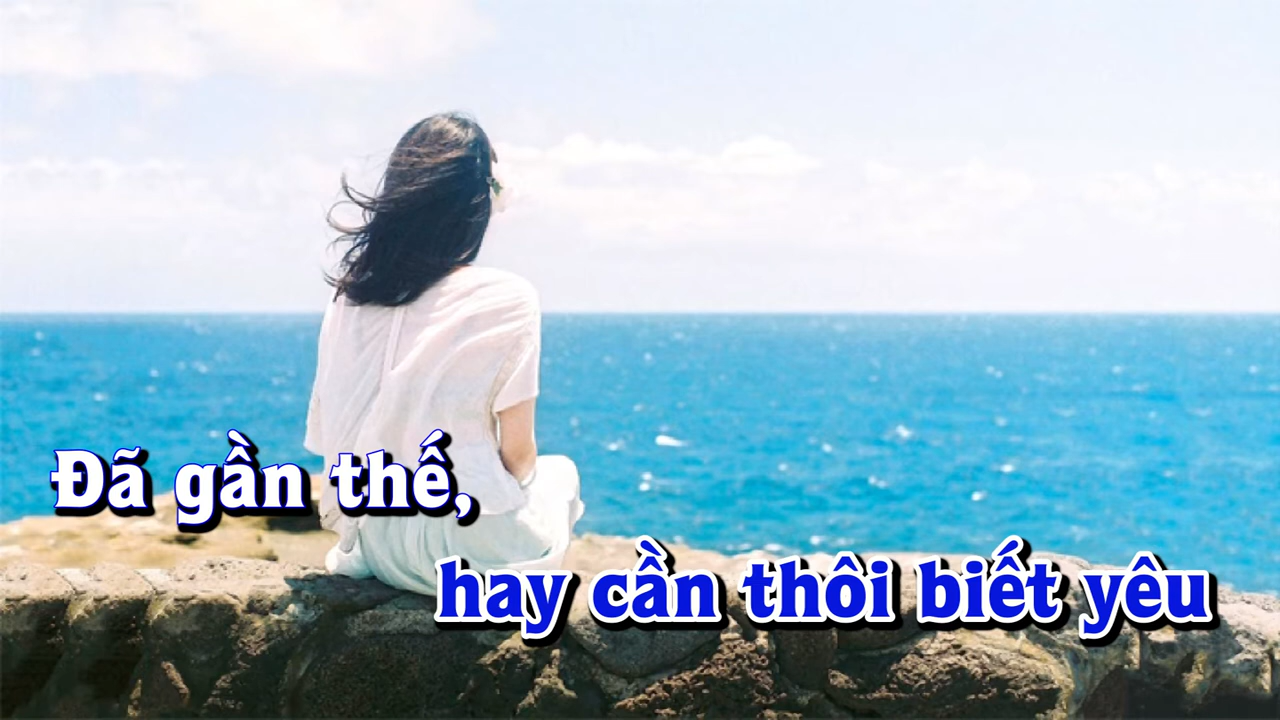 Đã gần thế,
hay cần thôi biết yêu